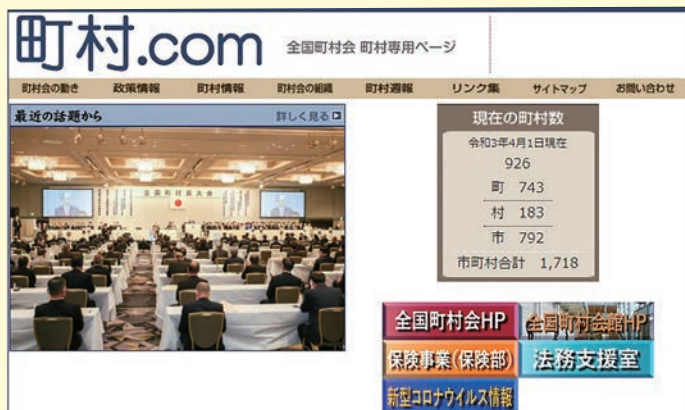 町村.com
全国町村会 町村専用ページ
町村会の動き 政策情報 町村情報 町村会の組織 町村週報 リンク集 サイトマップ お問い合わせ
最近の話題から 詳しく見る
全国町村長大会
現在の町村数
令和3年4月1日現在
926
町 743
村 183
市 792
市町村合計 1,718
全国町村会HP
全国町村会館HP
保険事業(保険部)
法務支援室
新型コロナウイルス情報